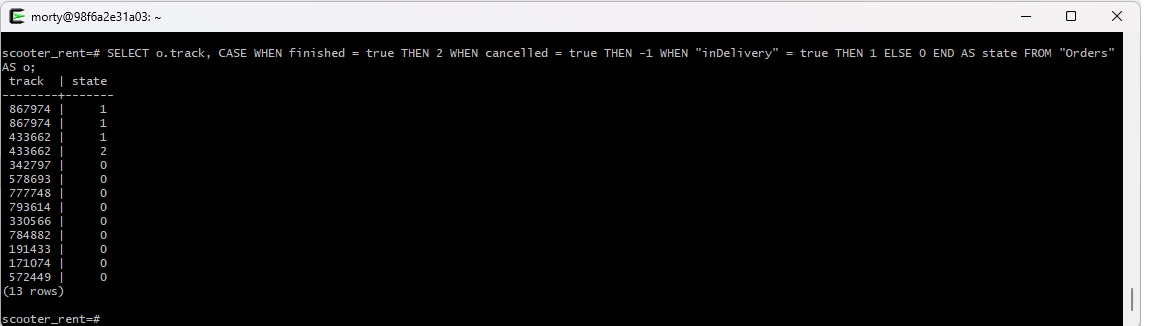 morty@98f6a2e31a03: ~
scooter_rent=# SELECT o.track, CASE WHEN finished = true THEN 2 WHEN cancelled = true THEN -1 WHEN "inDelivery" = true THEN 1 ELSE 0 END AS state FROM "Orders"
AS o;
 track  | state
--------+-------
 867974 |     1
 867974 |     1
 433662 |     1
 433662 |     2
 342797 |     0
 578693 |     0
 777748 |     0
 793614 |     0
 330566 |     0
 784882 |     0
 191433 |     0
 171074 |     0
 572449 |     0
(13 rows)
scooter_rent=#